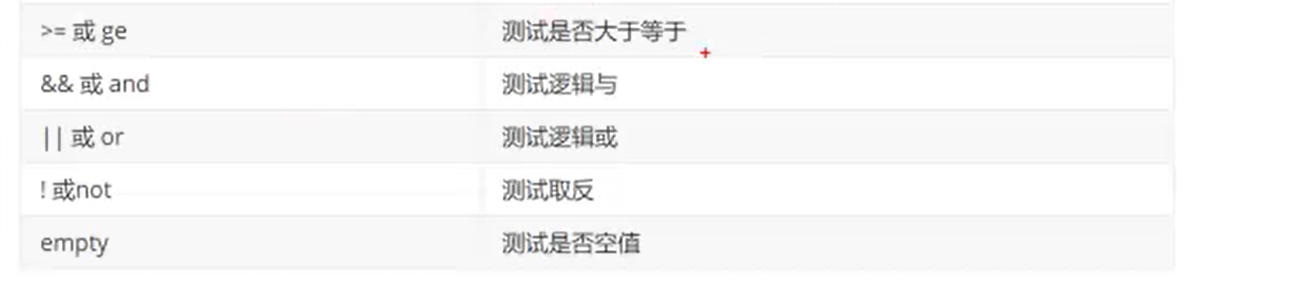 >= 或 ge 测试是否大于等于
&& 或 and 测试逻辑与
|| 或 or 测试逻辑或
! 或not 测试取反
empty 测试是否空值